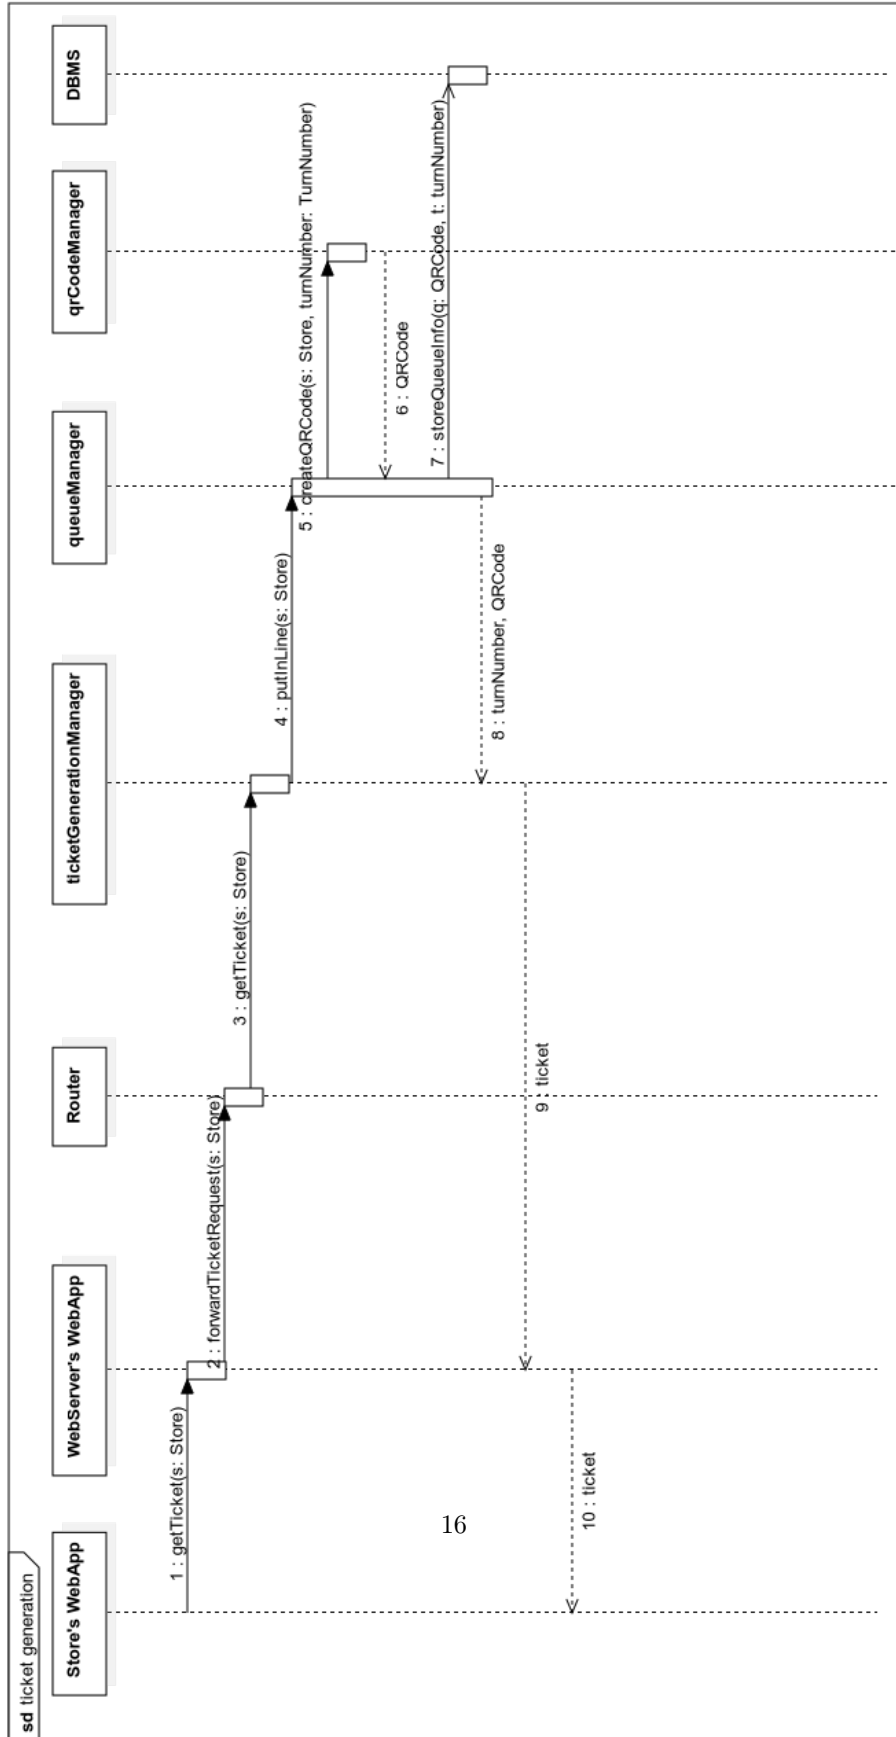 sd ticket generation
Store's WebApp
WebServer's WebApp
Router
ticketGenerationManager
queueManager
qrCodeManager
DBMS
1 : getTicket(s: Store)
2 : forwardTicketRequest(s: Store)
3 : getTicket(s: Store)
4 : putInLine(s: Store)
5 : createQRCode(s: Store, turnNumber: TurnNumber)
6 : QRCode
7 : storeQueueInfo(q: QRCode, t: turnNumber)
8 : turnNumber, QRCode
9 : ticket
10 : ticket
16